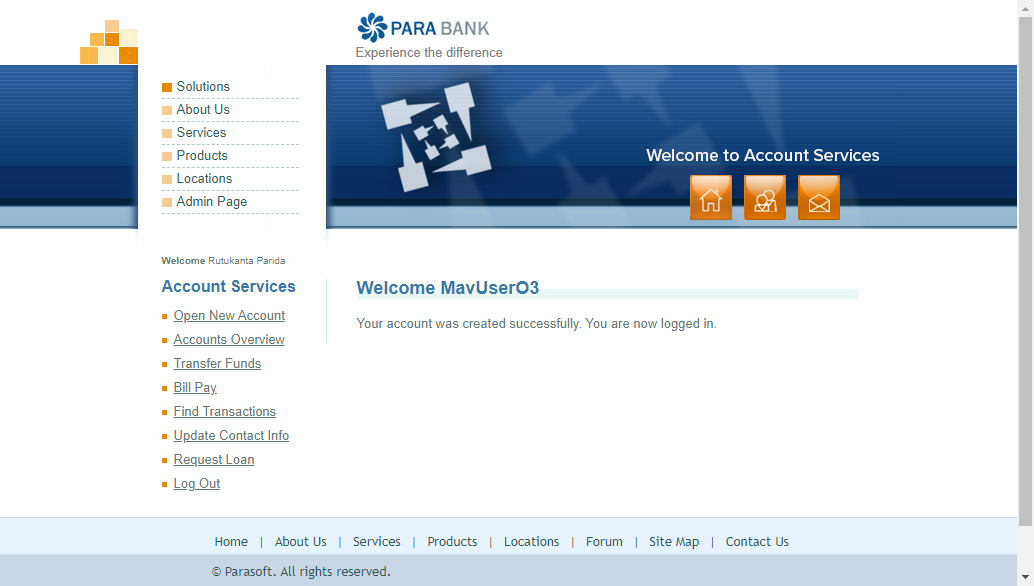 PARA BANK
Experience the difference
Solutions
About Us
Services
Products
Locations
Admin Page
Welcome to Account Services
Welcome Rutukanta Parida
Account Services
Open New Account
Accounts Overview
Transfer Funds
Bill Pay
Find Transactions
Update Contact Info
Request Loan
Log Out
Welcome MavUserO3
Your account was created successfully. You are now logged in.
Home | About Us | Services | Products | Locations | Forum | Site Map | Contact Us
© Parasoft. All rights reserved.